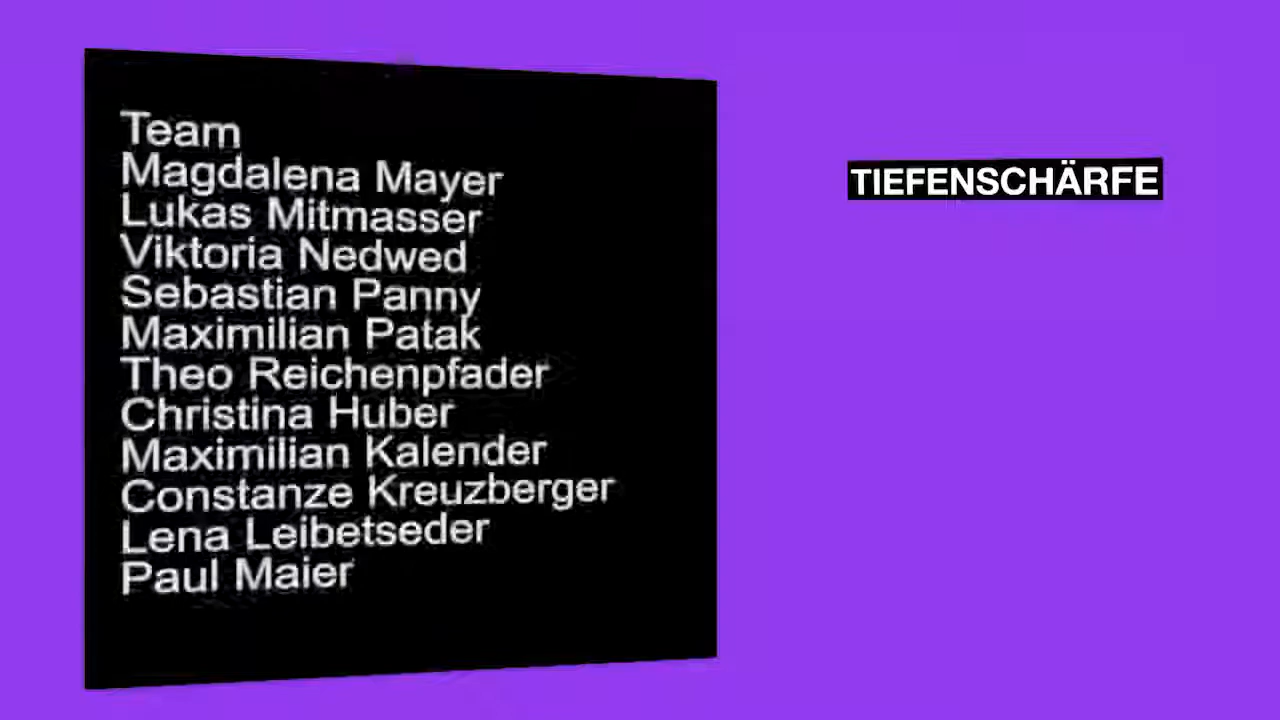 Team
Magdalena Mayer
Lukas Mitmasser
Viktoria Nedwed
Sebastian Panny
Maximilian Patak
Theo Reichenpfader
Christina Huber
Maximilian Kalender
Constanze Kreuzberger
Lena Leibetseder
Paul Maier
TIEFENSCHÄRFE